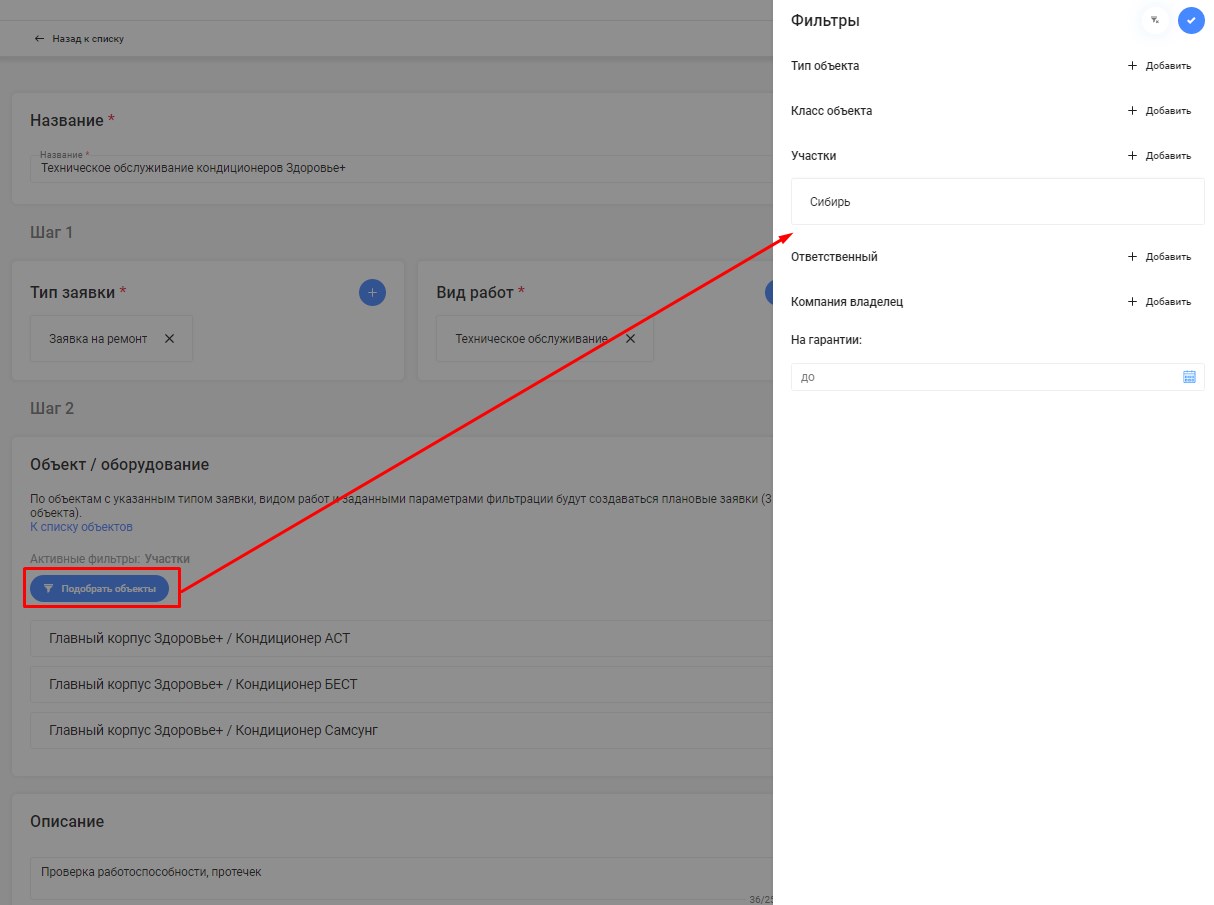 Назад к списку
Название *
Название *
Техническое обслуживание кондиционеров Здоровье+
Шаг 1
Тип заявки *
Заявка на ремонт
Вид работ *
Техническое обслуживание
Шаг 2
Объект / оборудование
По объектам с указанным типом заявки, видом работ и заданными параметрами фильтрации будут создаваться плановые заявки (3
объекта).
К списку объектов
Активные фильтры: Участки
Подобрать объекты
Главный корпус Здоровье+ / Кондиционер АСТ
Главный корпус Здоровье+ / Кондиционер БЕСТ
Главный корпус Здоровье+ / Кондиционер Самсунг
Описание
Проверка работоспособности, протечек
Фильтры
Тип объекта
Добавить
Класс объекта
Добавить
Участки
Добавить
Сибирь
Ответственный
Добавить
Компания владелец
Добавить
На гарантии:
до